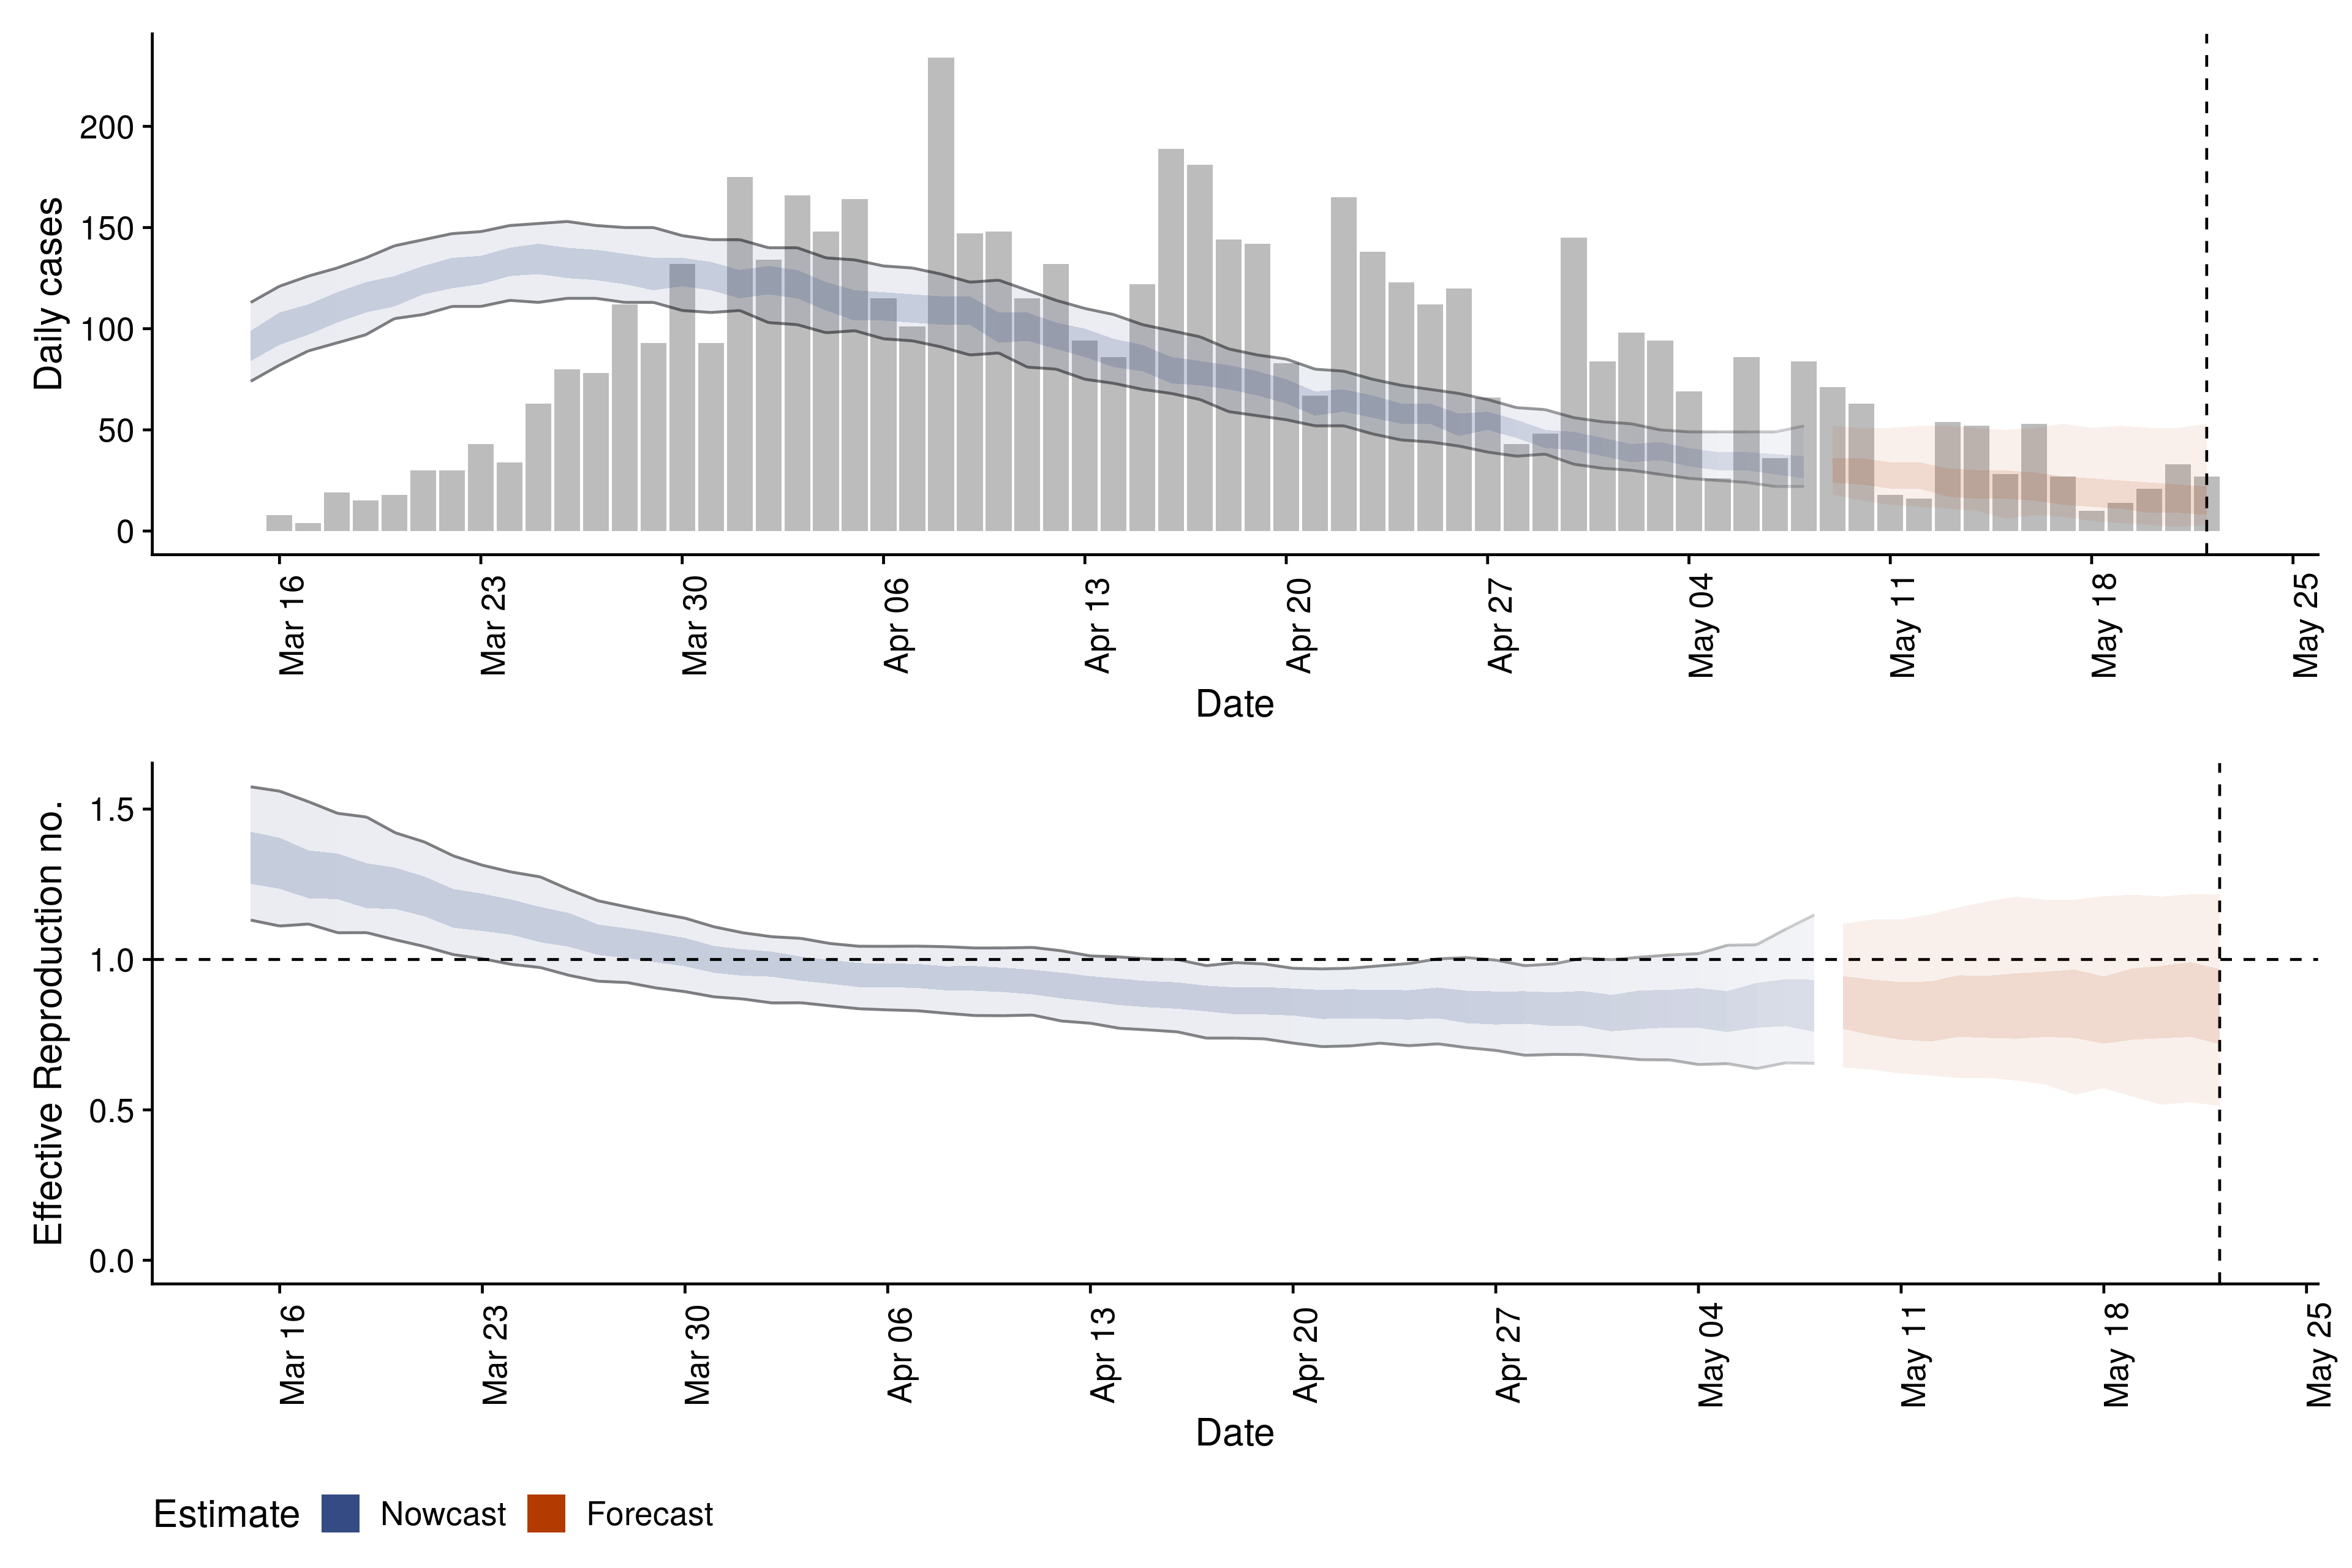 Daily cases
200
150
100
50
0
Mar 16 Mar 23 Mar 30 Apr 06 Apr 13 Apr 20 Apr 27 May 04 May 11 May 18 May 25
Date
Effective Reproduction no.
1.5
1.0
0.5
0.0
Mar 16 Mar 23 Mar 30 Apr 06 Apr 13 Apr 20 Apr 27 May 04 May 11 May 18 May 25
Date
Estimate Nowcast Forecast